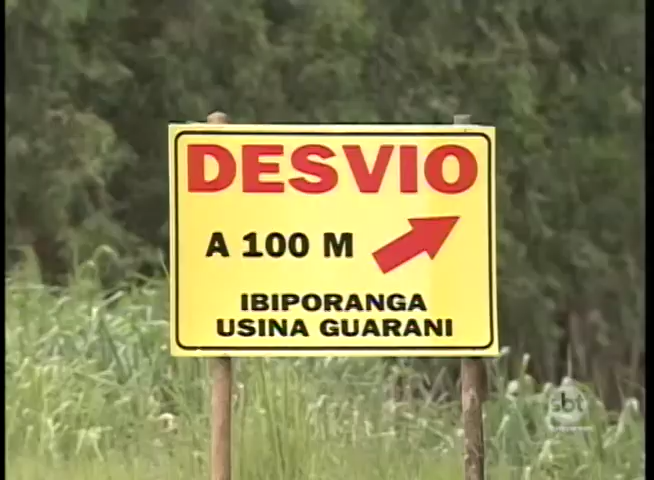 DESVIO
A 100 M
IBIPORANGA
USINA GUARANI
sbt